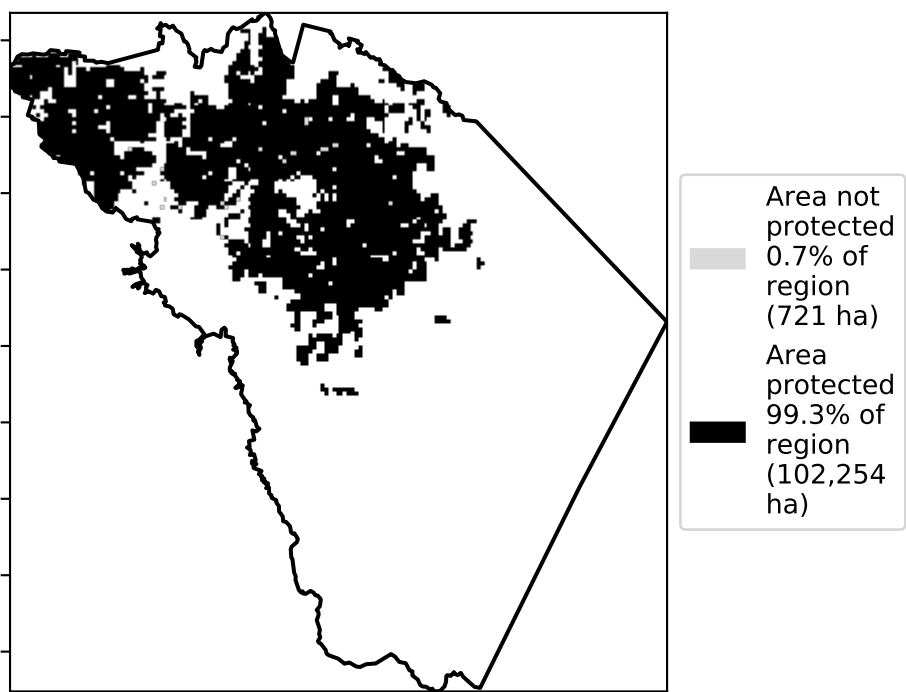 Area not
protected
0.7% of
region
(721 ha)
Area
protected
99.3% of
region
(102,254
ha)